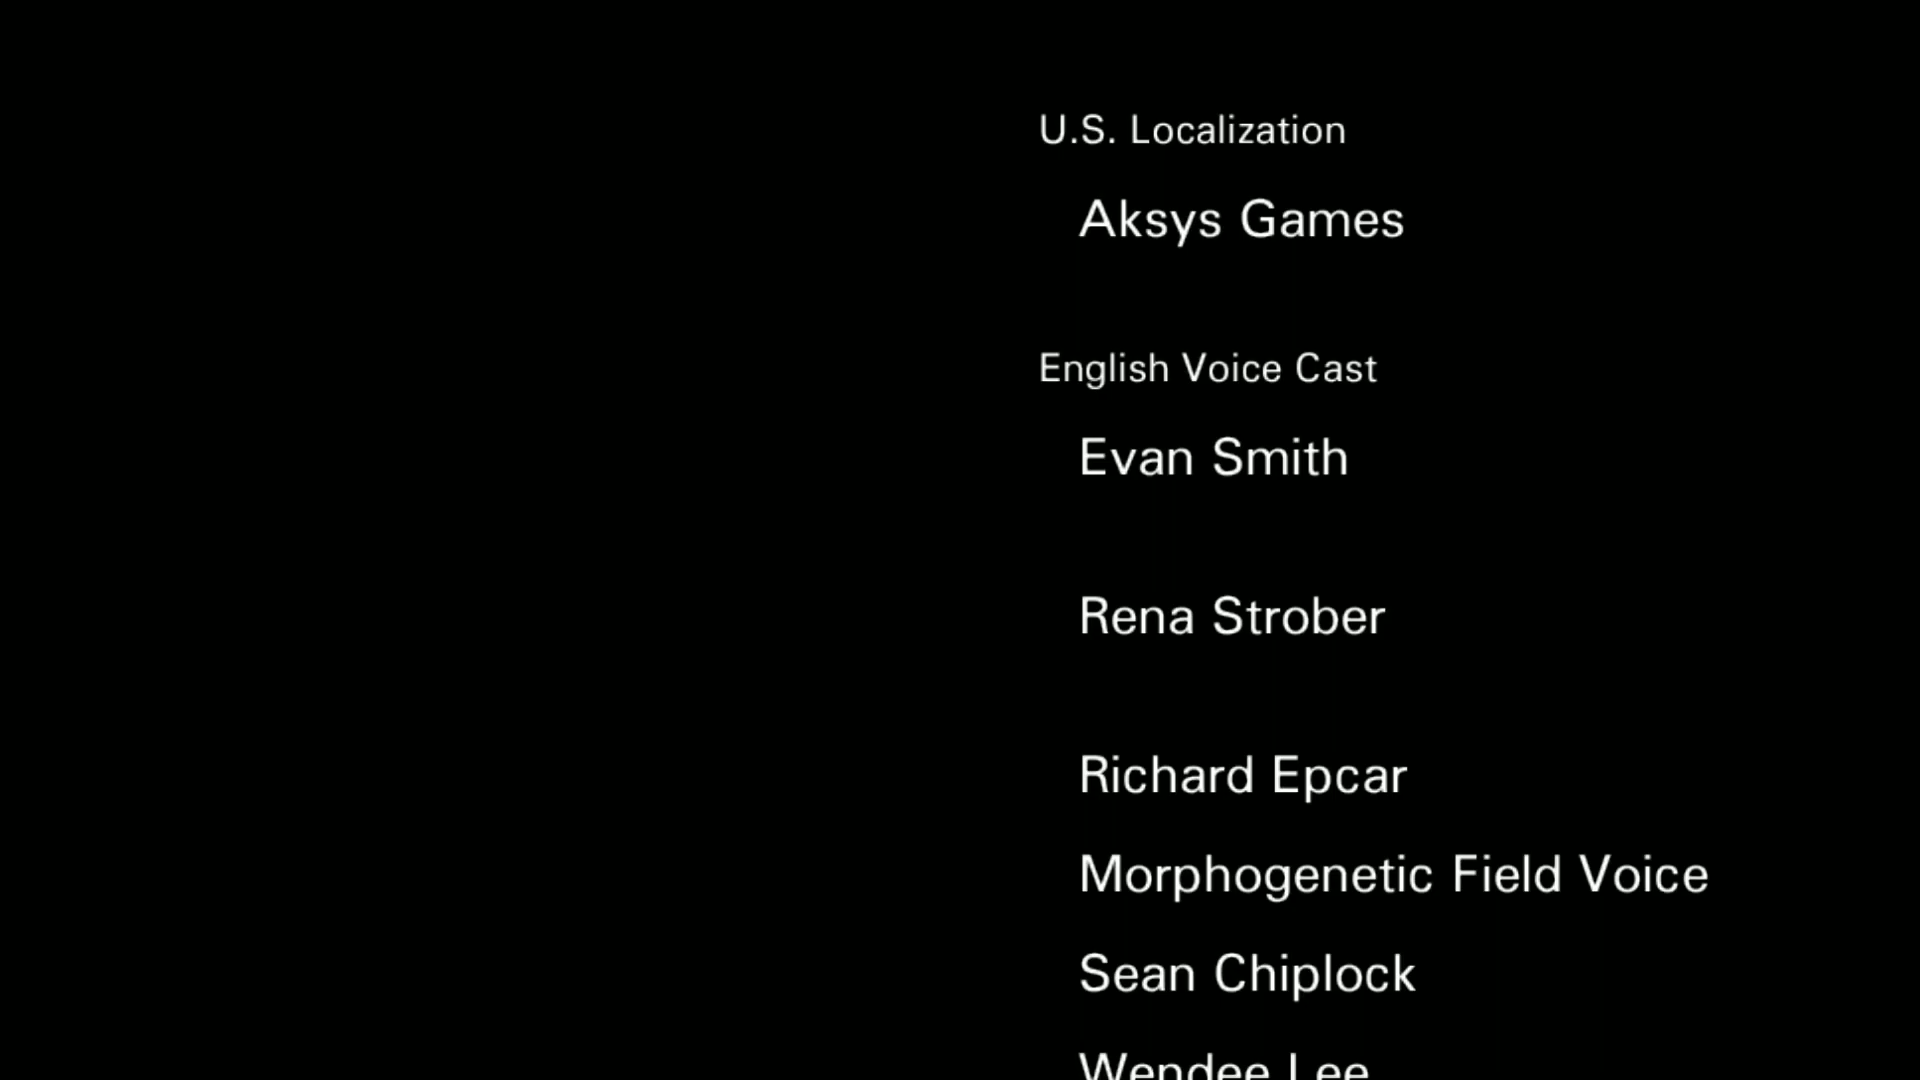 U.S. Localization
Aksys Games
English Voice Cast
Evan Smith
Rena Strober
Richard Epcar
Morphogenetic Field Voice
Sean Chiplock
Wendee Lee